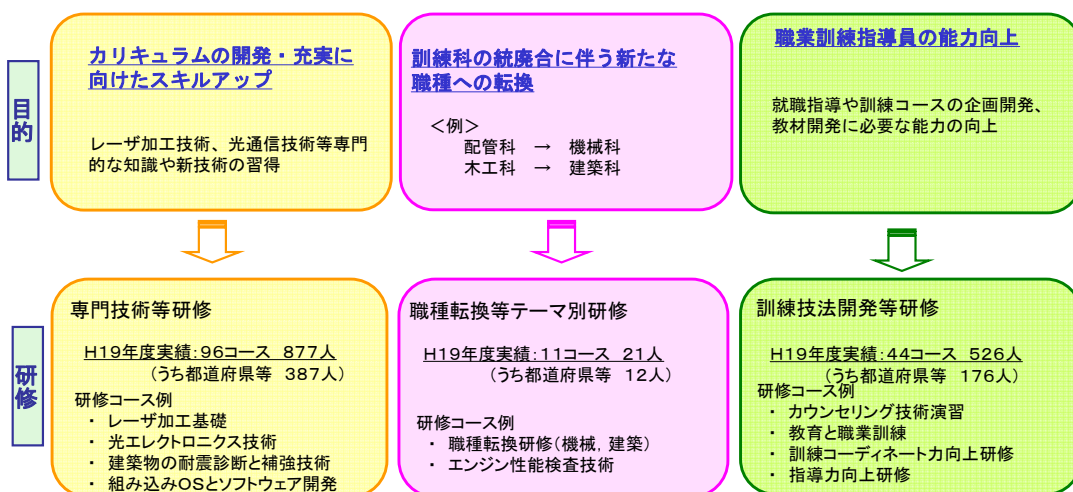 目的
カリキュラムの開発・充実に
向けたスキルアップ
レーザ加工技術、光通信技術等専門
的な知識や新技術の習得
訓練科の統廃合に伴う新たな
職種への転換
＜例＞
配管科 → 機械科
木工科 → 建築科
職業訓練指導員の能力向上
就職指導や訓練コースの企画開発、
教材開発に必要な能力の向上
研修
専門技術等研修
H19年度実績：96コース 877人
（うち都道府県等 387人）
研修コース例
・ レーザ加工基礎
・ 光エレクトロニクス技術
・ 建築物の耐震診断と補強技術
・ 組み込みOSとソフトウェア開発
職種転換等テーマ別研修
H19年度実績：11コース 21人
（うち都道府県等 12人）
研修コース例
・ 職種転換研修（機械，建築）
・ エンジン性能検査技術
訓練技法開発等研修
H19年度実績：44コース 526人
（うち都道府県等 176人）
研修コース例
・ カウンセリング技術演習
・ 教育と職業訓練
・ 訓練コーディネート力向上研修
・ 指導力向上研修